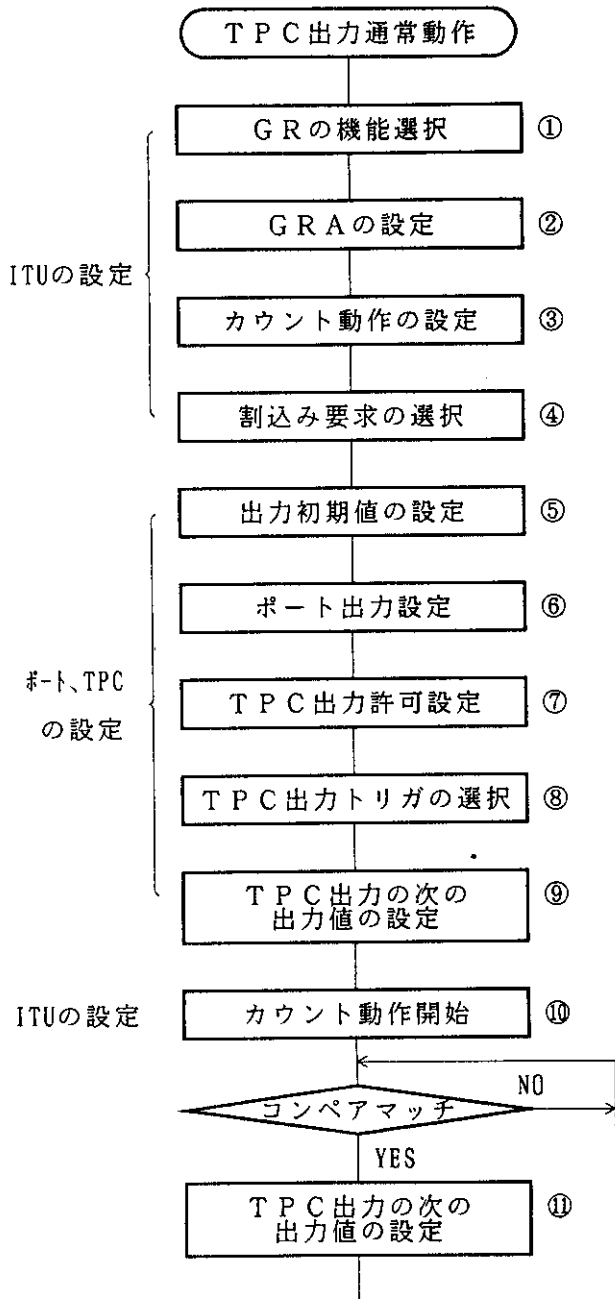 TPC出力通常動作
GRの機能選択 ①
GRAの設定 ②
ITUの設定
カウント動作の設定 ③
割込み要求の選択 ④
出力初期値の設定 ⑤
ポート出力設定 ⑥
ポート、TPC
の設定
TPC出力許可設定 ⑦
TPC出力トリガの選択 ⑧
TPC出力の次の
出力値の設定 ⑨
ITUの設定 カウント動作開始 ⑩
コンペアマッチ NO
YES
TPC出力の次の
出力値の設定 ⑪